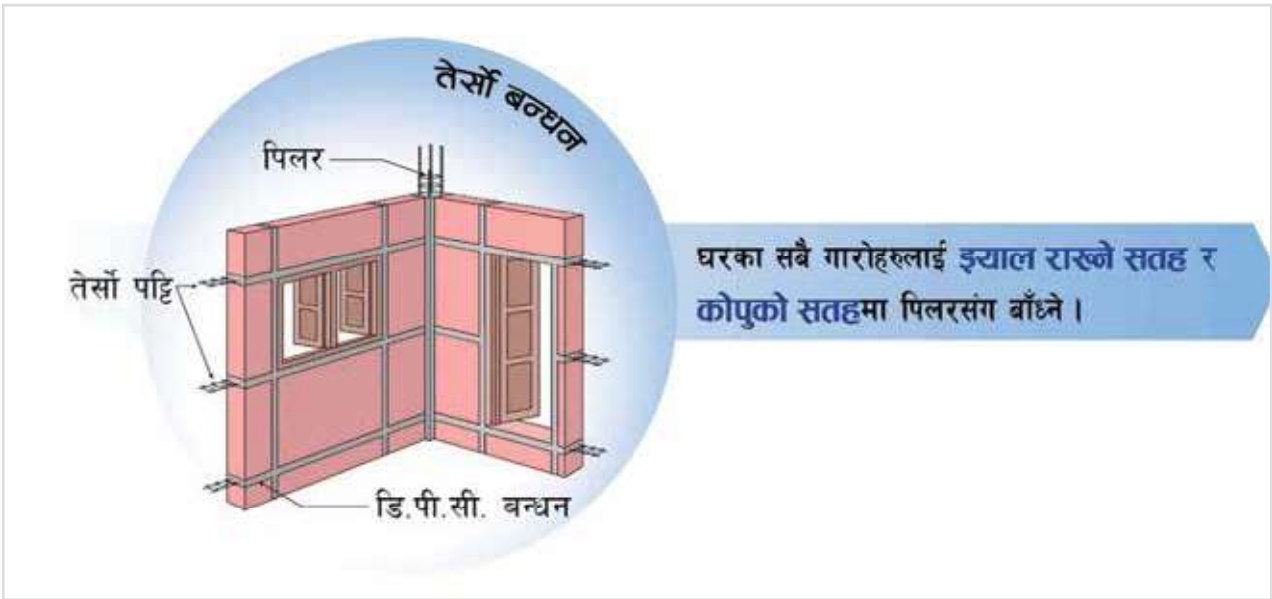 तेर्सो बन्धन
पिलर
तेर्सो पट्टि
डि.पी.सी. बन्धन
घरका सबै गारोहरुलाई झ्याल राख्ने सतह र
कोपुको सतहमा पिलरसंग बाँध्ने ।